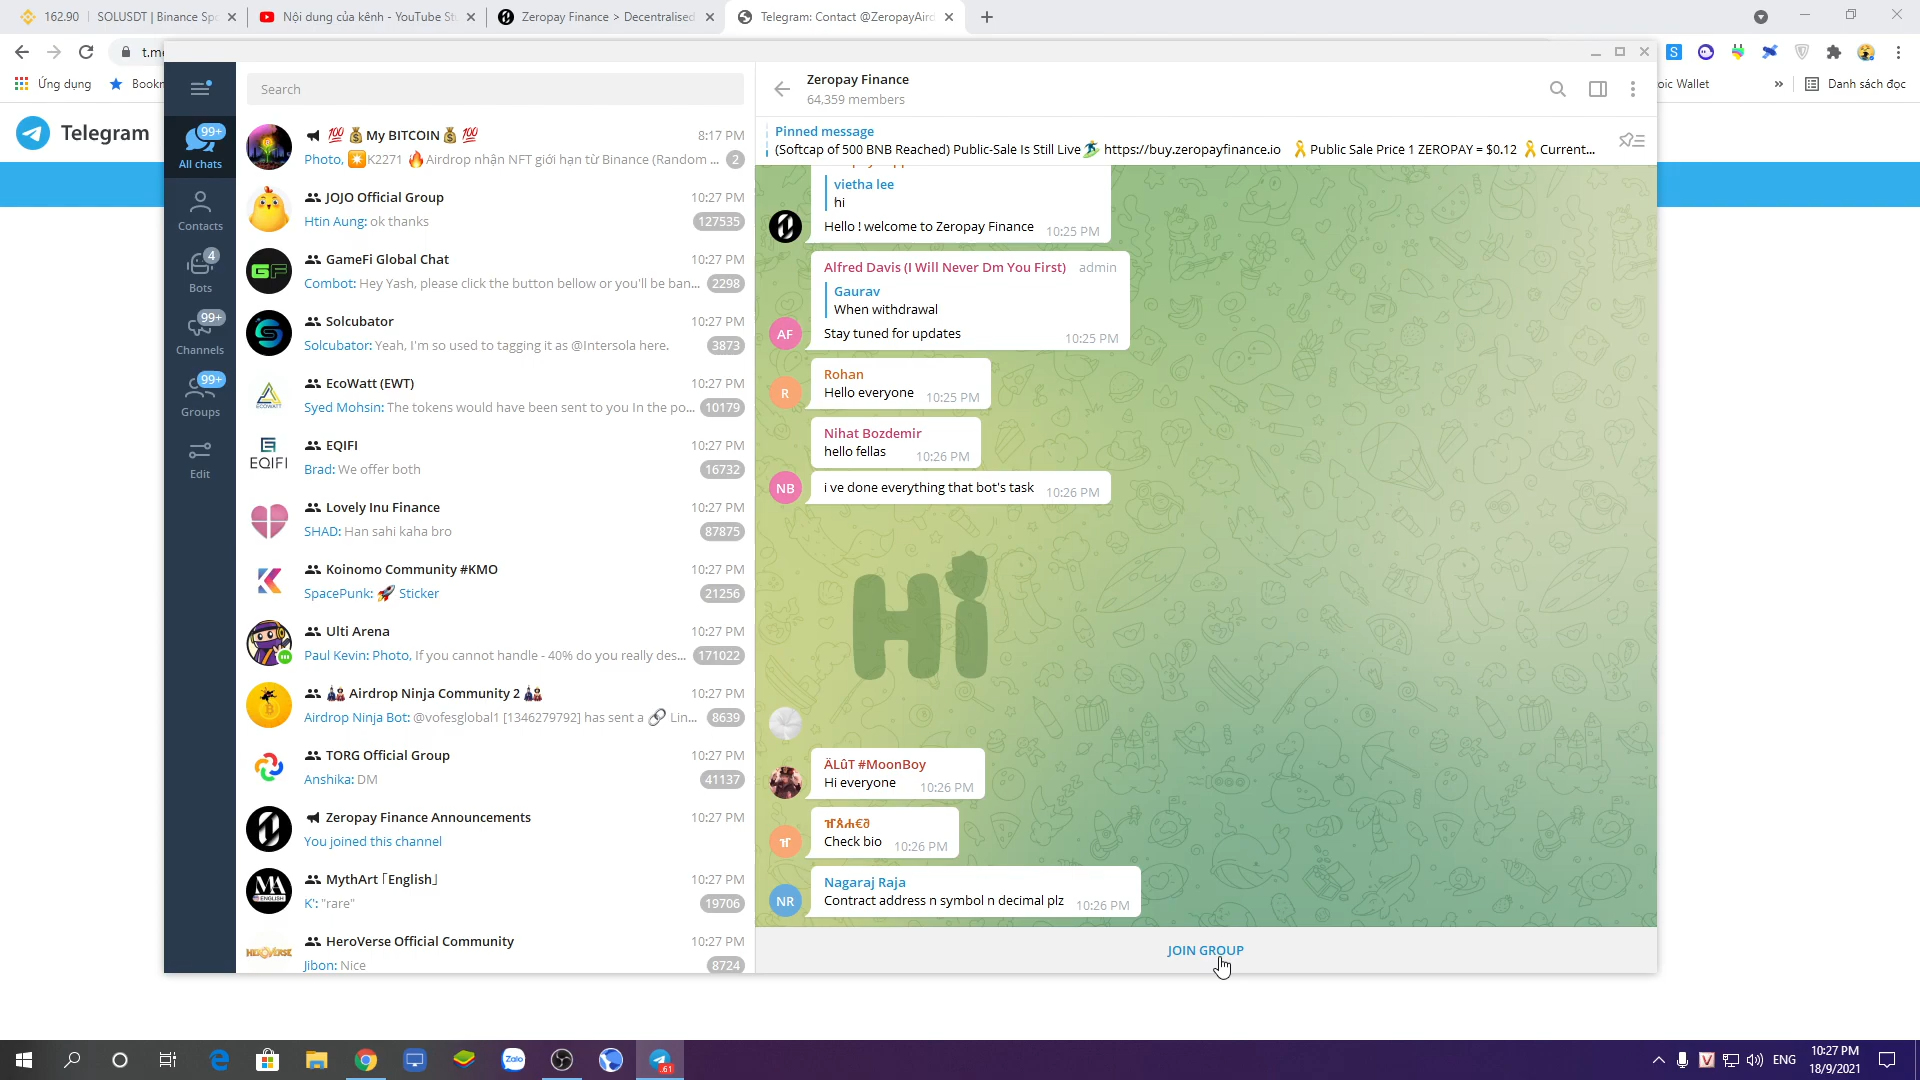 162.90 | SOLUSDT | Binance Spo
Nội dung của kênh - YouTube St
Zeropay Finance > Decentralised
Telegram: Contact @ZeropayAird
t.me
Ứng dụng
Bookm
oic Wallet
Danh sách đọc
Telegram
99+
All chats
Contacts
4
Bots
99+
Channels
99+
Groups
Edit
Search
💯💰My BITCOIN💰💯 8:17 PM
Photo, K2271 🔥Airdrop nhận NFT giới hạn từ Binance (Random ... 2
JOJO Official Group 10:27 PM
Htin Aung: ok thanks 127535
GF
GameFi Global Chat 10:27 PM
Combot: Hey Yash, please click the button bellow or you'll be ban... 2298
Solcubator 10:27 PM
Solcubator: Yeah, I'm so used to tagging it as @Intersola here. 3873
ECOWATT
EcoWatt (EWT) 10:27 PM
Syed Mohsin: The tokens would have been sent to you In the po... 10179
EQIFI
EQIFI 10:27 PM
Brad: We offer both 16732
Lovely Inu Finance 10:27 PM
SHAD: Han sahi kaha bro 87875
Koinomo Community #KMO 10:27 PM
SpacePunk: 🚀 Sticker 21256
Ulti Arena 10:27 PM
Paul Kevin: Photo, If you cannot handle - 40% do you really des... 171022
🎎 Airdrop Ninja Community 2 🎎 10:27 PM
Airdrop Ninja Bot: @vofesglobal1 [1346279792] has sent a 🔗 Lin... 8639
TORG Official Group 10:27 PM
Anshika: DM 41137
Zeropay Finance Announcements 10:27 PM
You joined this channel
MA
ENGLISH
MythArt「English」 10:27 PM
K': "rare" 19706
HEROVERSE
HeroVerse Official Community 10:27 PM
Jibon: Nice 8724
Zeropay Finance
64,359 members
Pinned message
(Softcap of 500 BNB Reached) Public-Sale Is Still Live🏄 https://buy.zeropayfinance.io 🎗Public Sale Price 1 ZEROPAY = $0.12 🎗Current...
vietha lee
hi
Hello ! welcome to Zeropay Finance 10:25 PM
Alfred Davis (I Will Never Dm You First) admin
Gaurav
When withdrawal
AF
Stay tuned for updates 10:25 PM
Rohan
R
Hello everyone 10:25 PM
Nihat Bozdemir
hello fellas 10:26 PM
NB
i ve done everything that bot's task 10:26 PM
Hi
ÄLûT #MoonBoy
Hi everyone 10:26 PM
Check bio 10:26 PM
Nagaraj Raja
NR
Contract address n symbol n decimal plz 10:26 PM
JOIN GROUP
Zalo
.61
ENG
10:27 PM
18/9/2021